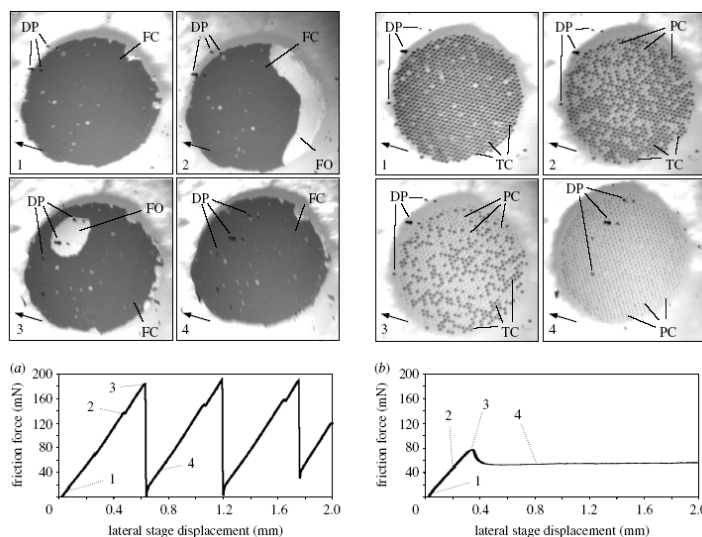 DP FC
1
DP FC
FO
2
DP FO
FC
3
DP FC
4
DP
TC
1
PC
TC
2
DP PC
TC
3
DP
PC
4
(a)
200
160
120
80
40
0 0.4 0.8 1.2 1.6 2.0
friction force (mN)
lateral stage displacement (mm)
1
2
3
4
(b)
200
160
120
80
40
0 0.4 0.8 1.2 1.6 2.0
friction force (mN)
lateral stage displacement (mm)
1
2
3
4